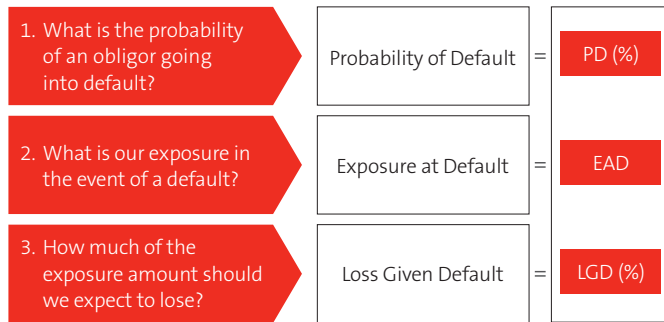 1. What is the probability
of an obligor going
into default?
Probability of Default
=
PD (%)
2. What is our exposure in
the event of a default?
Exposure at Default
=
EAD
3. How much of the
exposure amount should
we expect to lose?
Loss Given Default
=
LGD (%)